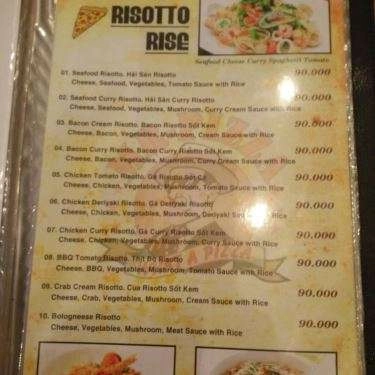 RISOTTO
RISE
Seafood Cheese Curry Spaghetti Tomato
01. Seafood Risotto, Hải Sản Risotto 90.000
Cheese, Seafood, Vegetables, Tomato Sauce with Rice
02. Seafood Curry Risotto, Hải Sản Curry Risotto 90.000
Cheese, Seafood, Vegetables, Mushroom, Curry Cream Sauce with Rice
03. Bacon Cream Risotto, Bacon Risotto Sốt Kem 90.000
Cheese, Bacon, Vegetables, Mushroom, Cream Sauce with Rice
04. Bacon Curry Risotto, Bacon Curry Risotto Sốt Kem 90.000
Cheese, Bacon, Vegetables, Mushroom, Curry Cream Sauce with Rice
05. Chicken Tomato Risotto, Gà Risotto Sốt Cà 90.000
Cheese, Chicken, Vegetables, Mushroom, Tomato Sauce with Rice
06. Chicken Deriyaki Risotto, Gà Deriyaki Risotto 90.000
Cheese, Chicken, Vegetables, Mushroom, Deriyaki Sauce with Rice
07. Chicken Curry Risotto, Gà Curry Risotto Sốt Kem 90.000
Cheese, Chicken, Vegetables, Mushroom, Curry Cream Sauce with Rice
08. BBQ Tomato Risotto, Thịt Bò Risotto 90.000
Cheese, BBQ, Vegetables, Mushroom, Tomato Sauce with Rice
09. Crab Cream Risotto, Cua Risotto Sốt Kem 90.000
Cheese, Crab, Vegetables, Mushroom, Cream Sauce with Rice
10. Bologneese Risotto 90.000
Cheese, Vegetables, Mushroom, Meat Sauce with Rice